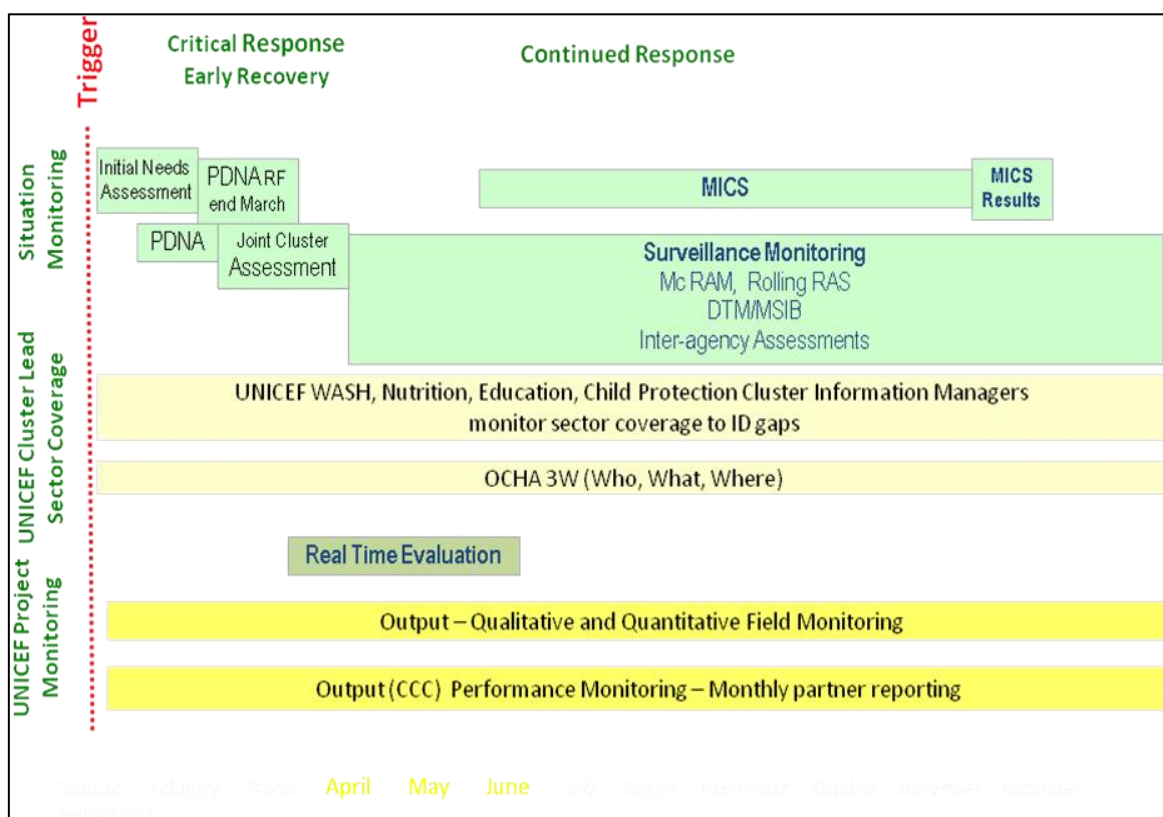 Trigger
Critical Response
Early Recovery
Continued Response
Situation
Monitoring
Initial Needs
Assessment
PDNA RF
end March
PDNA
Joint Cluster
Assessment
MICS
MICS
Results
Surveillance Monitoring
Mc RAM, Rolling RAS
DTM/MSIB
Inter-agency Assessments
UNICEF Cluster Lead
Sector Coverage
UNICEF WASH, Nutrition, Education, Child Protection Cluster Information Managers
monitor sector coverage to ID gaps
OCHA 3W (Who, What, Where)
UNICEF Project
Monitoring
Real Time Evaluation
Output – Qualitative and Quantitative Field Monitoring
Output (CCC) Performance Monitoring – Monthly partner reporting
February March April May June July August September October November December